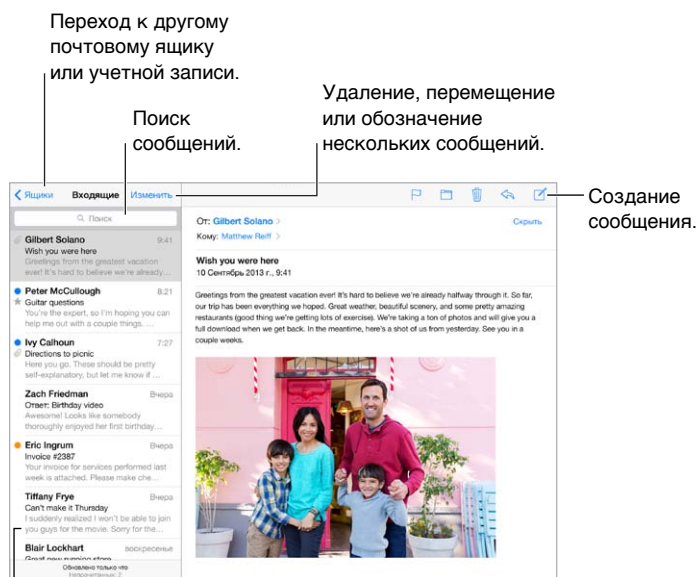 Переход к другому
почтовому ящику
или учетной записи.
Удаление, перемещение
или обозначение
нескольких сообщений.
Поиск
сообщений.
Создание
сообщения.
Ящики Входящие Изменить
Поиск
Gilbert Solano 9:41
Wish you were here
Greetings from the greatest vacation
ever! It's hard to believe we're already...
Peter McCullough 8:21
Guitar questions
You're the expert, so I'm hoping you can
help me out with a couple things. ...
Ivy Calhoun 7:27
Directions to picnic
Here you go. These should be pretty
self-explanatory, but let me know if ...
Zach Friedman Вчера
Ответ: Birthday video
Awesome! Looks like somebody
thoroughly enjoyed her first birthday...
Eric Ingrum Вчера
Invoice #2387
Your invoice for services performed last
week is attached. Please make che...
Tiffany Frye Вчера
Can't make it Thursday
I suddenly realized I won't be able to join
you guys for the movie. Sorry for the...
Blair Lockhart воскресенье
Great new running store
Обновлено только что
Непрочитанные: 2
От: Gilbert Solano
Скрыть
Кому: Matthew Reiff
Wish you were here
10 Сентябрь 2013 г., 9:41
Greetings from the greatest vacation ever! It's hard to believe we're already halfway through it. So far,
our trip has been everything we hoped. Great weather, beautiful scenery, and some pretty amazing
restaurants (good thing we're getting lots of exercise). We're taking a ton of photos and will give you a
full download when we get back. In the meantime, here's a shot of us from yesterday. See you in a
couple weeks.